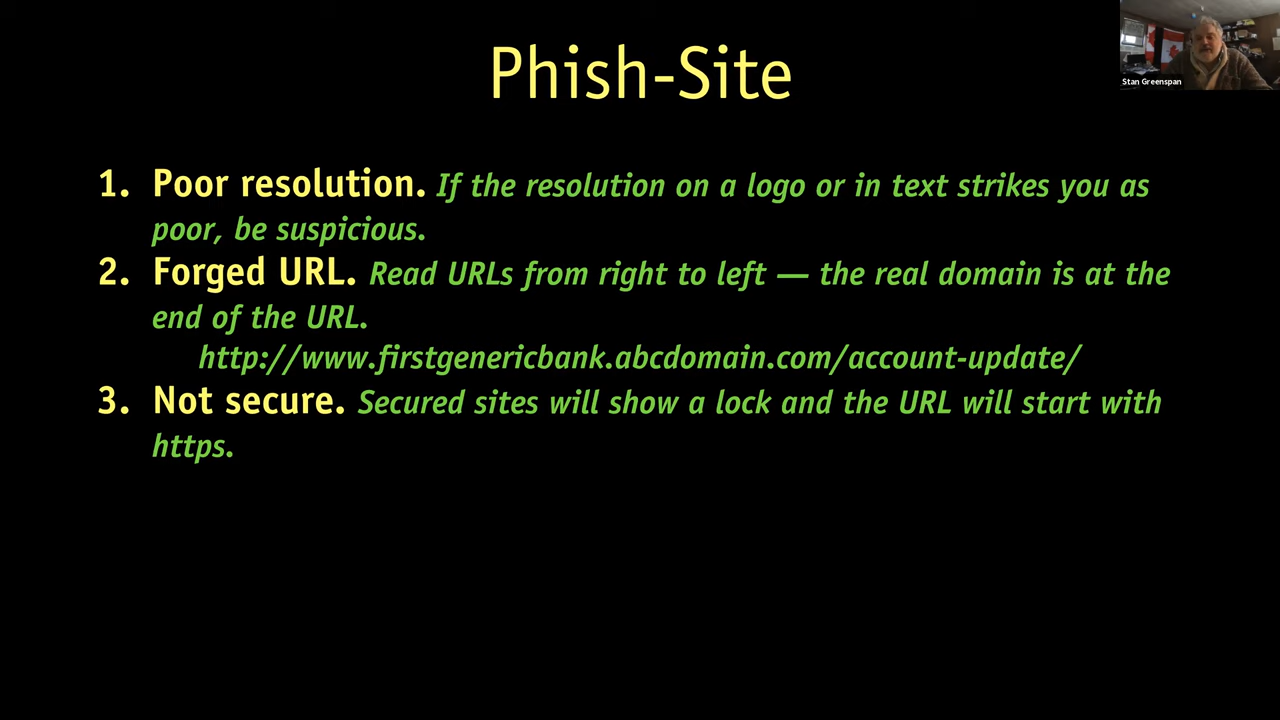 Phish-Site
Stan Greenspan
1. Poor resolution. If the resolution on a logo or in text strikes you as
poor, be suspicious.
2. Forged URL. Read URLs from right to left — the real domain is at the
end of the URL.
http://www.firstgenericbank.abcdomain.com/account-update/
3. Not secure. Secured sites will show a lock and the URL will start with
https.